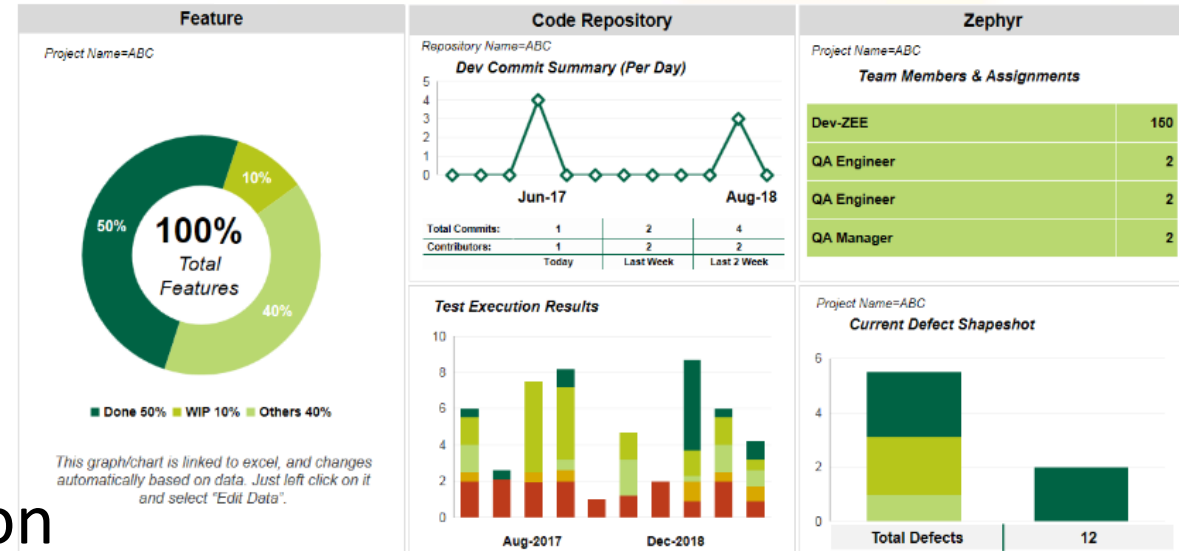 Feature
Project Name=ABC
50%
10%
40%
100%
Total
Features
Done 50% WIP 10% Others 40%
This graph/chart is linked to excel, and changes
automatically based on data. Just left click on it
and select "Edit Data".
on
Code Repository
Repository Name=ABC
Dev Commit Summary (Per Day)
5
4
3
2
1
0
Jun-17 Aug-18
Total Commits: 1 2 4
Contributors: 1 2 2
Today Last Week Last 2 Week
Test Execution Results
10
8
6
4
2
0
Aug-2017 Dec-2018
Zephyr
Project Name=ABC
Team Members & Assignments
Dev-ZEE 150
QA Engineer 2
QA Engineer 2
QA Manager 2
Project Name=ABC
Current Defect Shapeshot
6
4
2
0
Total Defects 12